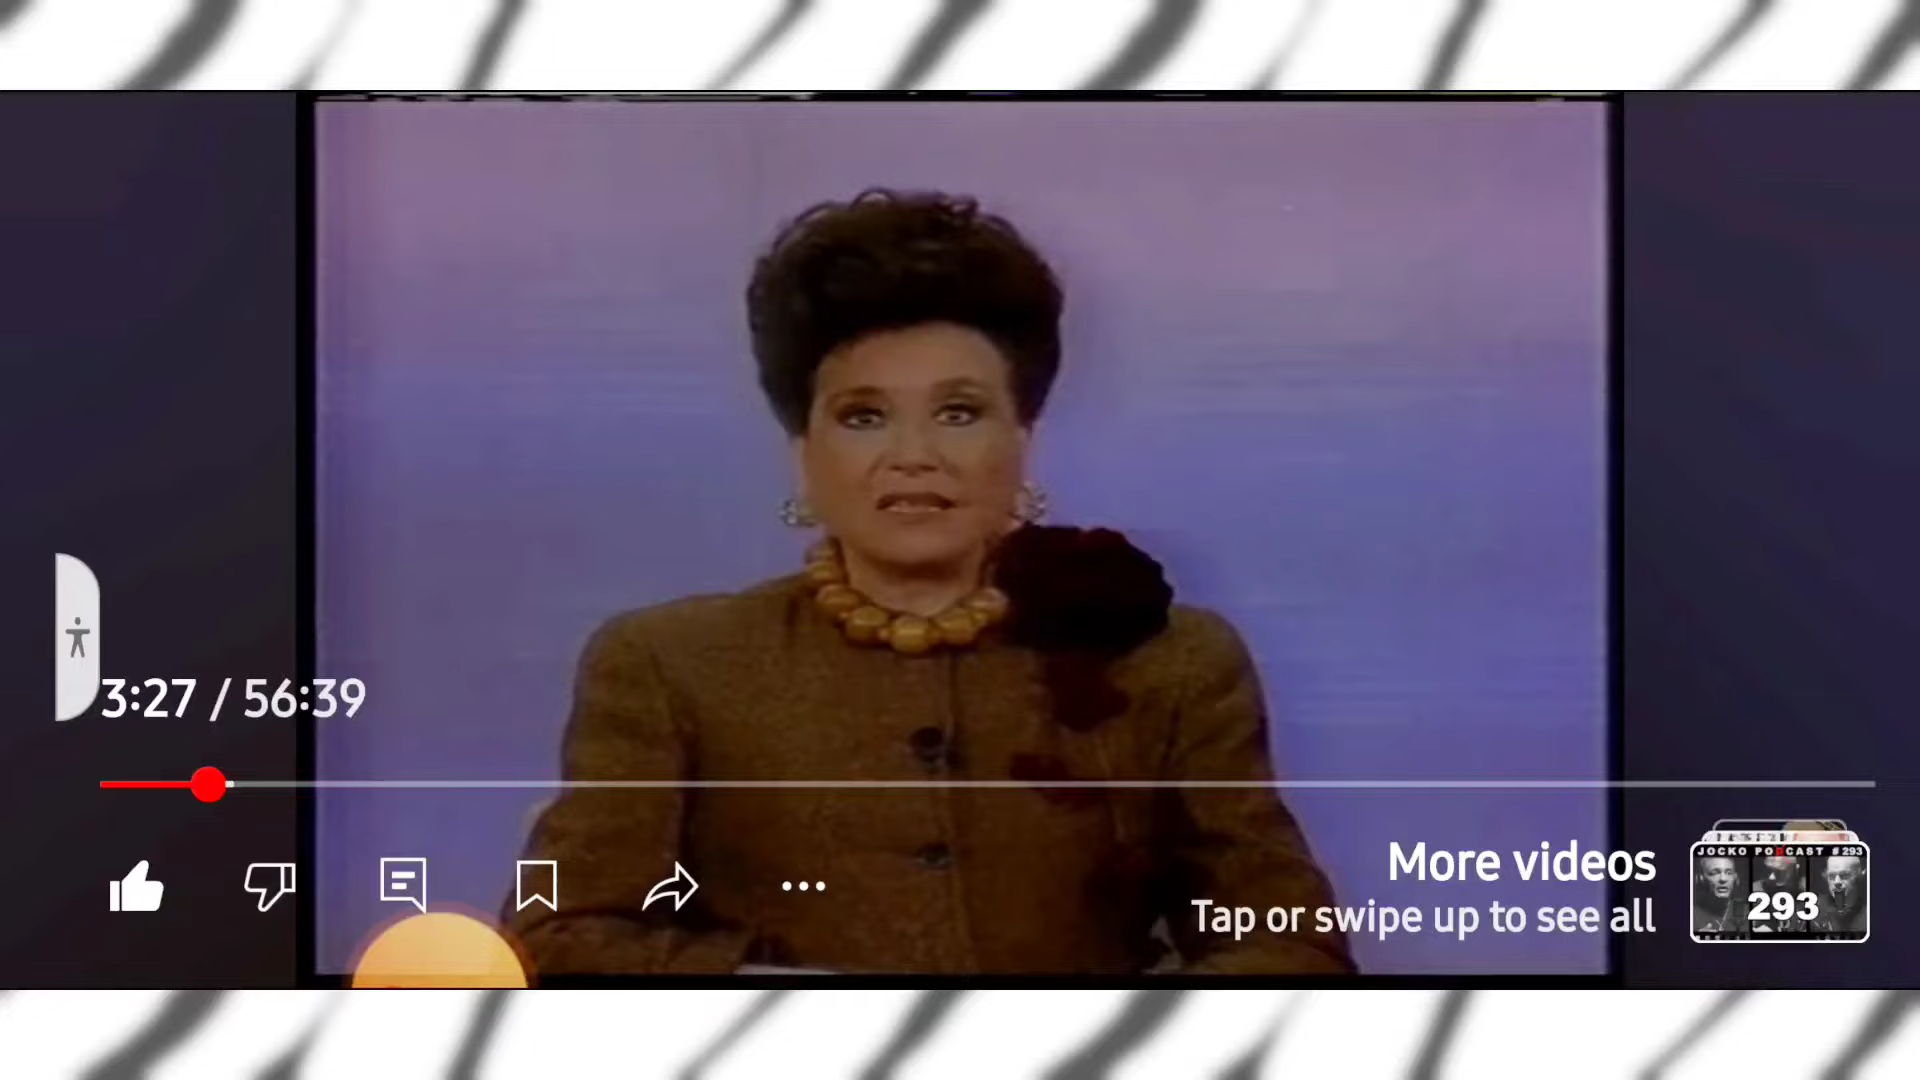 3:27 / 56:39
More videos
Tap or swipe up to see all
JOCKO PODCAST #293
293